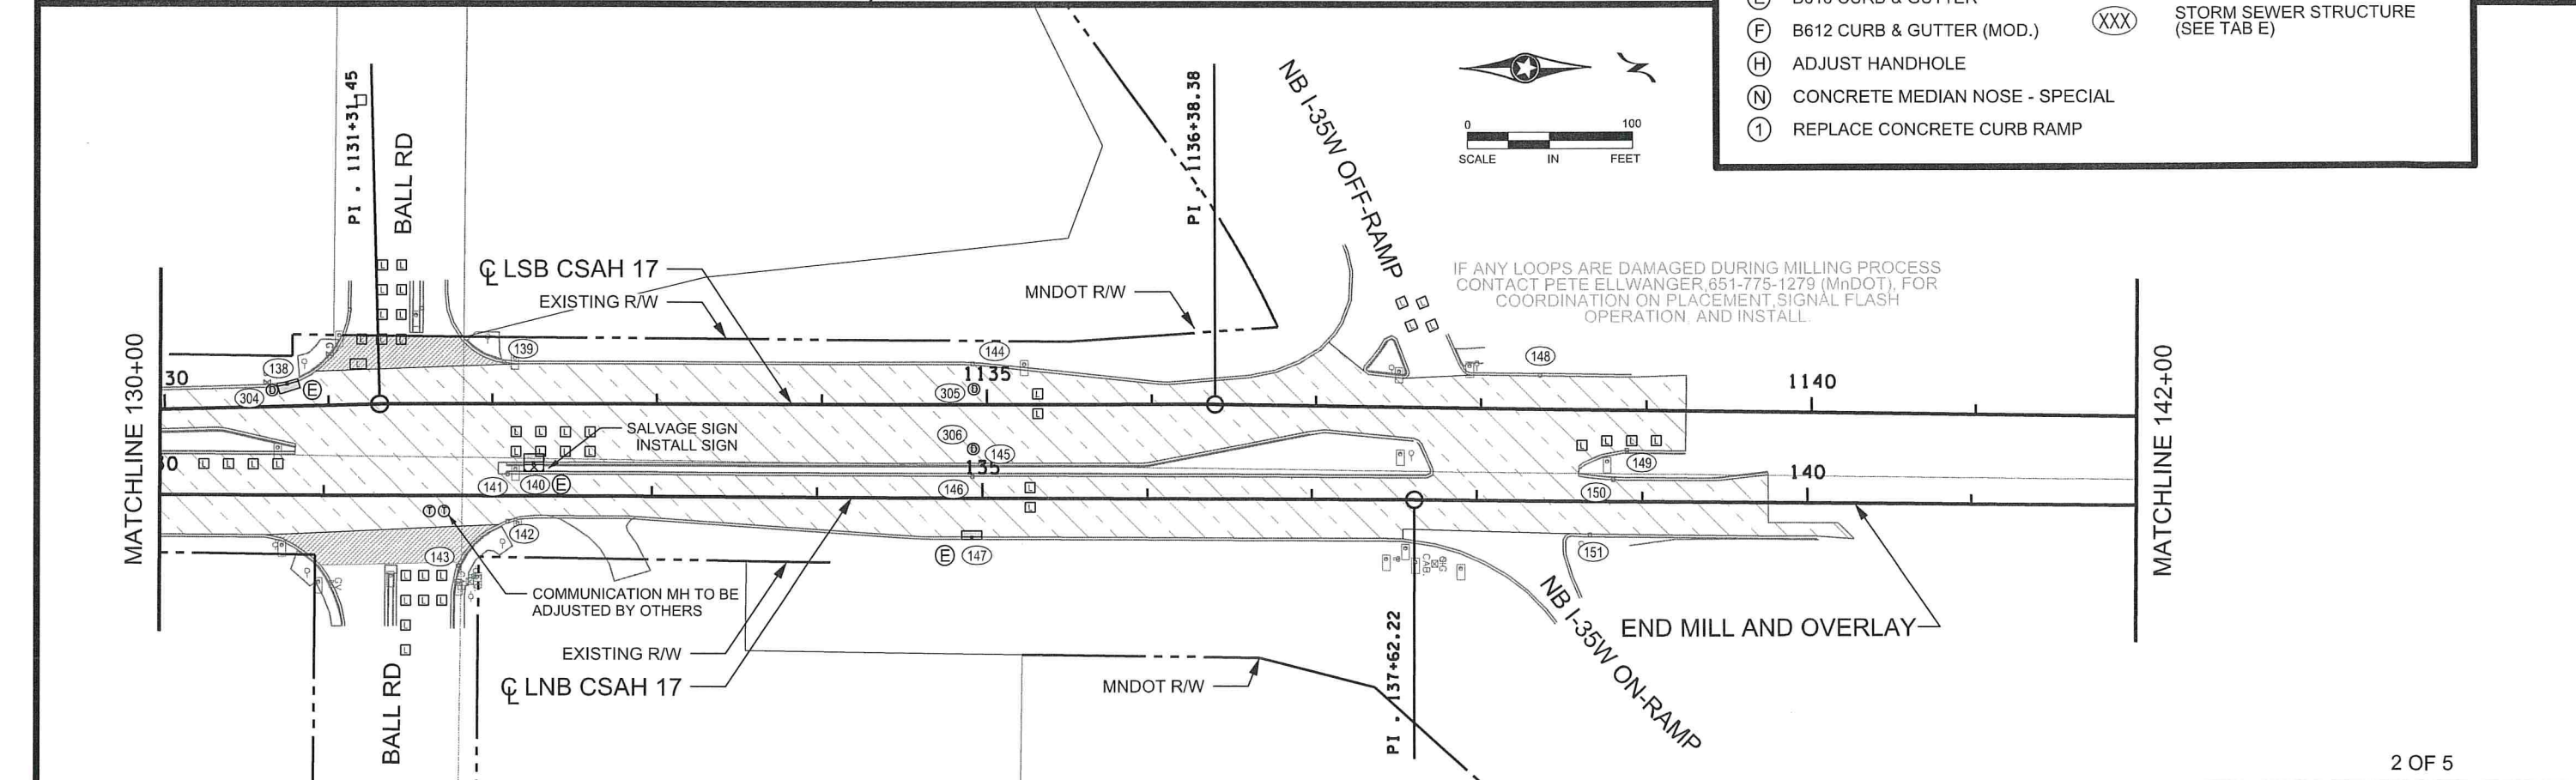 B612 CURB & GUTTER (MOD.)
STORM SEWER STRUCTURE
(SEE TAB E)
XXX
F
H
ADJUST HANDHOLE
N
CONCRETE MEDIAN NOSE - SPECIAL
1
REPLACE CONCRETE CURB RAMP
0
100
SCALE IN FEET
PI . 1131+31.45
BALL RD
PI . 1136+38.38
NB I-35W OFF-RAMP
℄ LSB CSAH 17
EXISTING R/W
MNDOT R/W
IF ANY LOOPS ARE DAMAGED DURING MILLING PROCESS
CONTACT PETE ELLWANGER,651-775-1279 (MnDOT), FOR
COORDINATION ON PLACEMENT,SIGNAL FLASH
OPERATION, AND INSTALL.
MATCHLINE 130+00
MATCHLINE 142+00
138
139
144
148
30
1135
1140
304
E
305
306
145
SALVAGE SIGN
INSTALL SIGN
135
140
149
141
140
E
146
150
142
143
E
147
151
COMMUNICATION MH TO BE
ADJUSTED BY OTHERS
EXISTING R/W
℄ LNB CSAH 17
MNDOT R/W
PI . 137+62.22
NB I-35W ON-RAMP
END MILL AND OVERLAY
BALL RD
2 OF 5